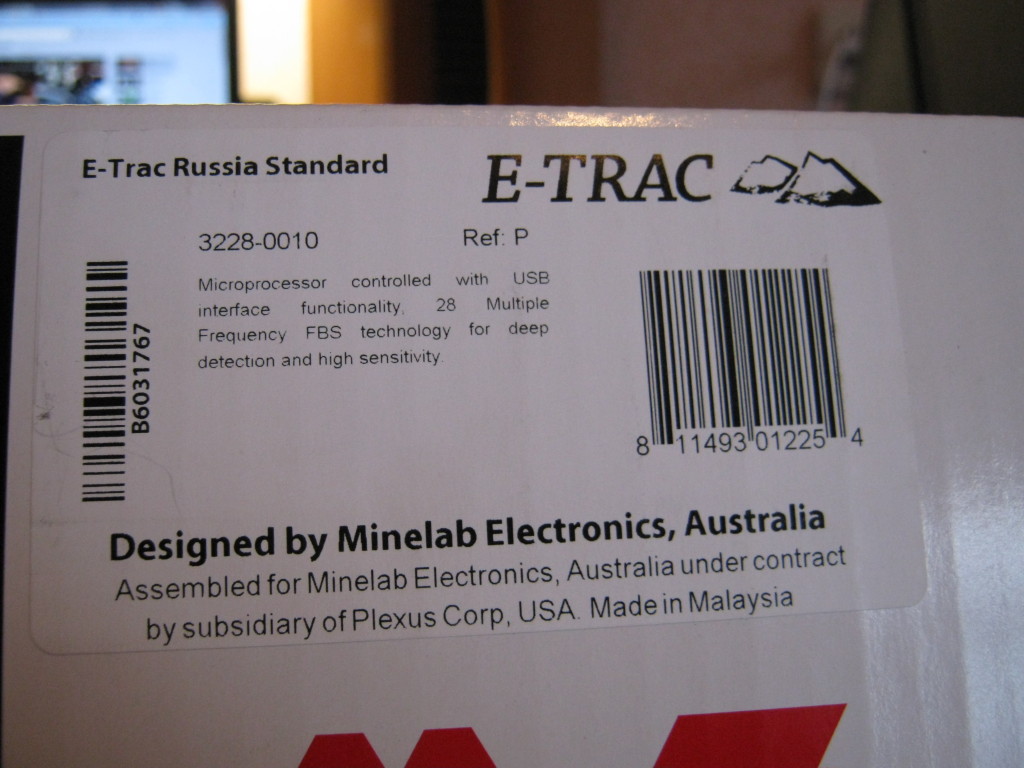 E-Trac Russia Standard
E-TRAC
3228-0010
Ref: P
Microprocessor controlled with USB
interface functionality, 28 Multiple
Frequency FBS technology for deep
detection and high sensitivity.
B6031767
8 11493 01225 4
Designed by Minelab Electronics, Australia
Assembled for Minelab Electronics, Australia under contract
by subsidiary of Plexus Corp, USA. Made in Malaysia